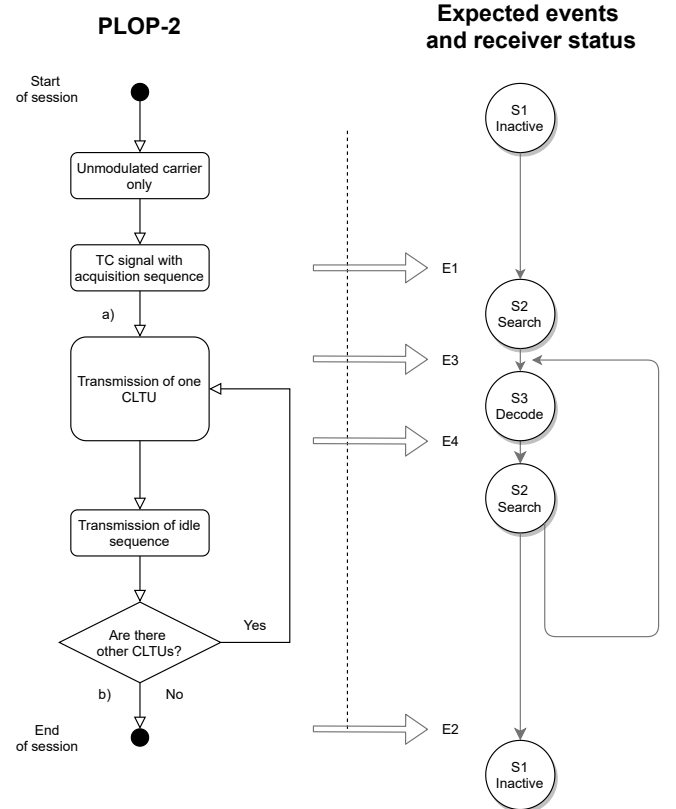 PLOP-2
Expected events
and receiver status
Start
of session
S1
Inactive
Unmodulated carrier
only
TC signal with
acquisition sequence
E1
a)
S2
Search
Transmission of one
CLTU
E3
S3
Decode
E4
S2
Search
Transmission of idle
sequence
Are there
other CLTUs?
Yes
b)
No
End
of session
E2
S1
Inactive